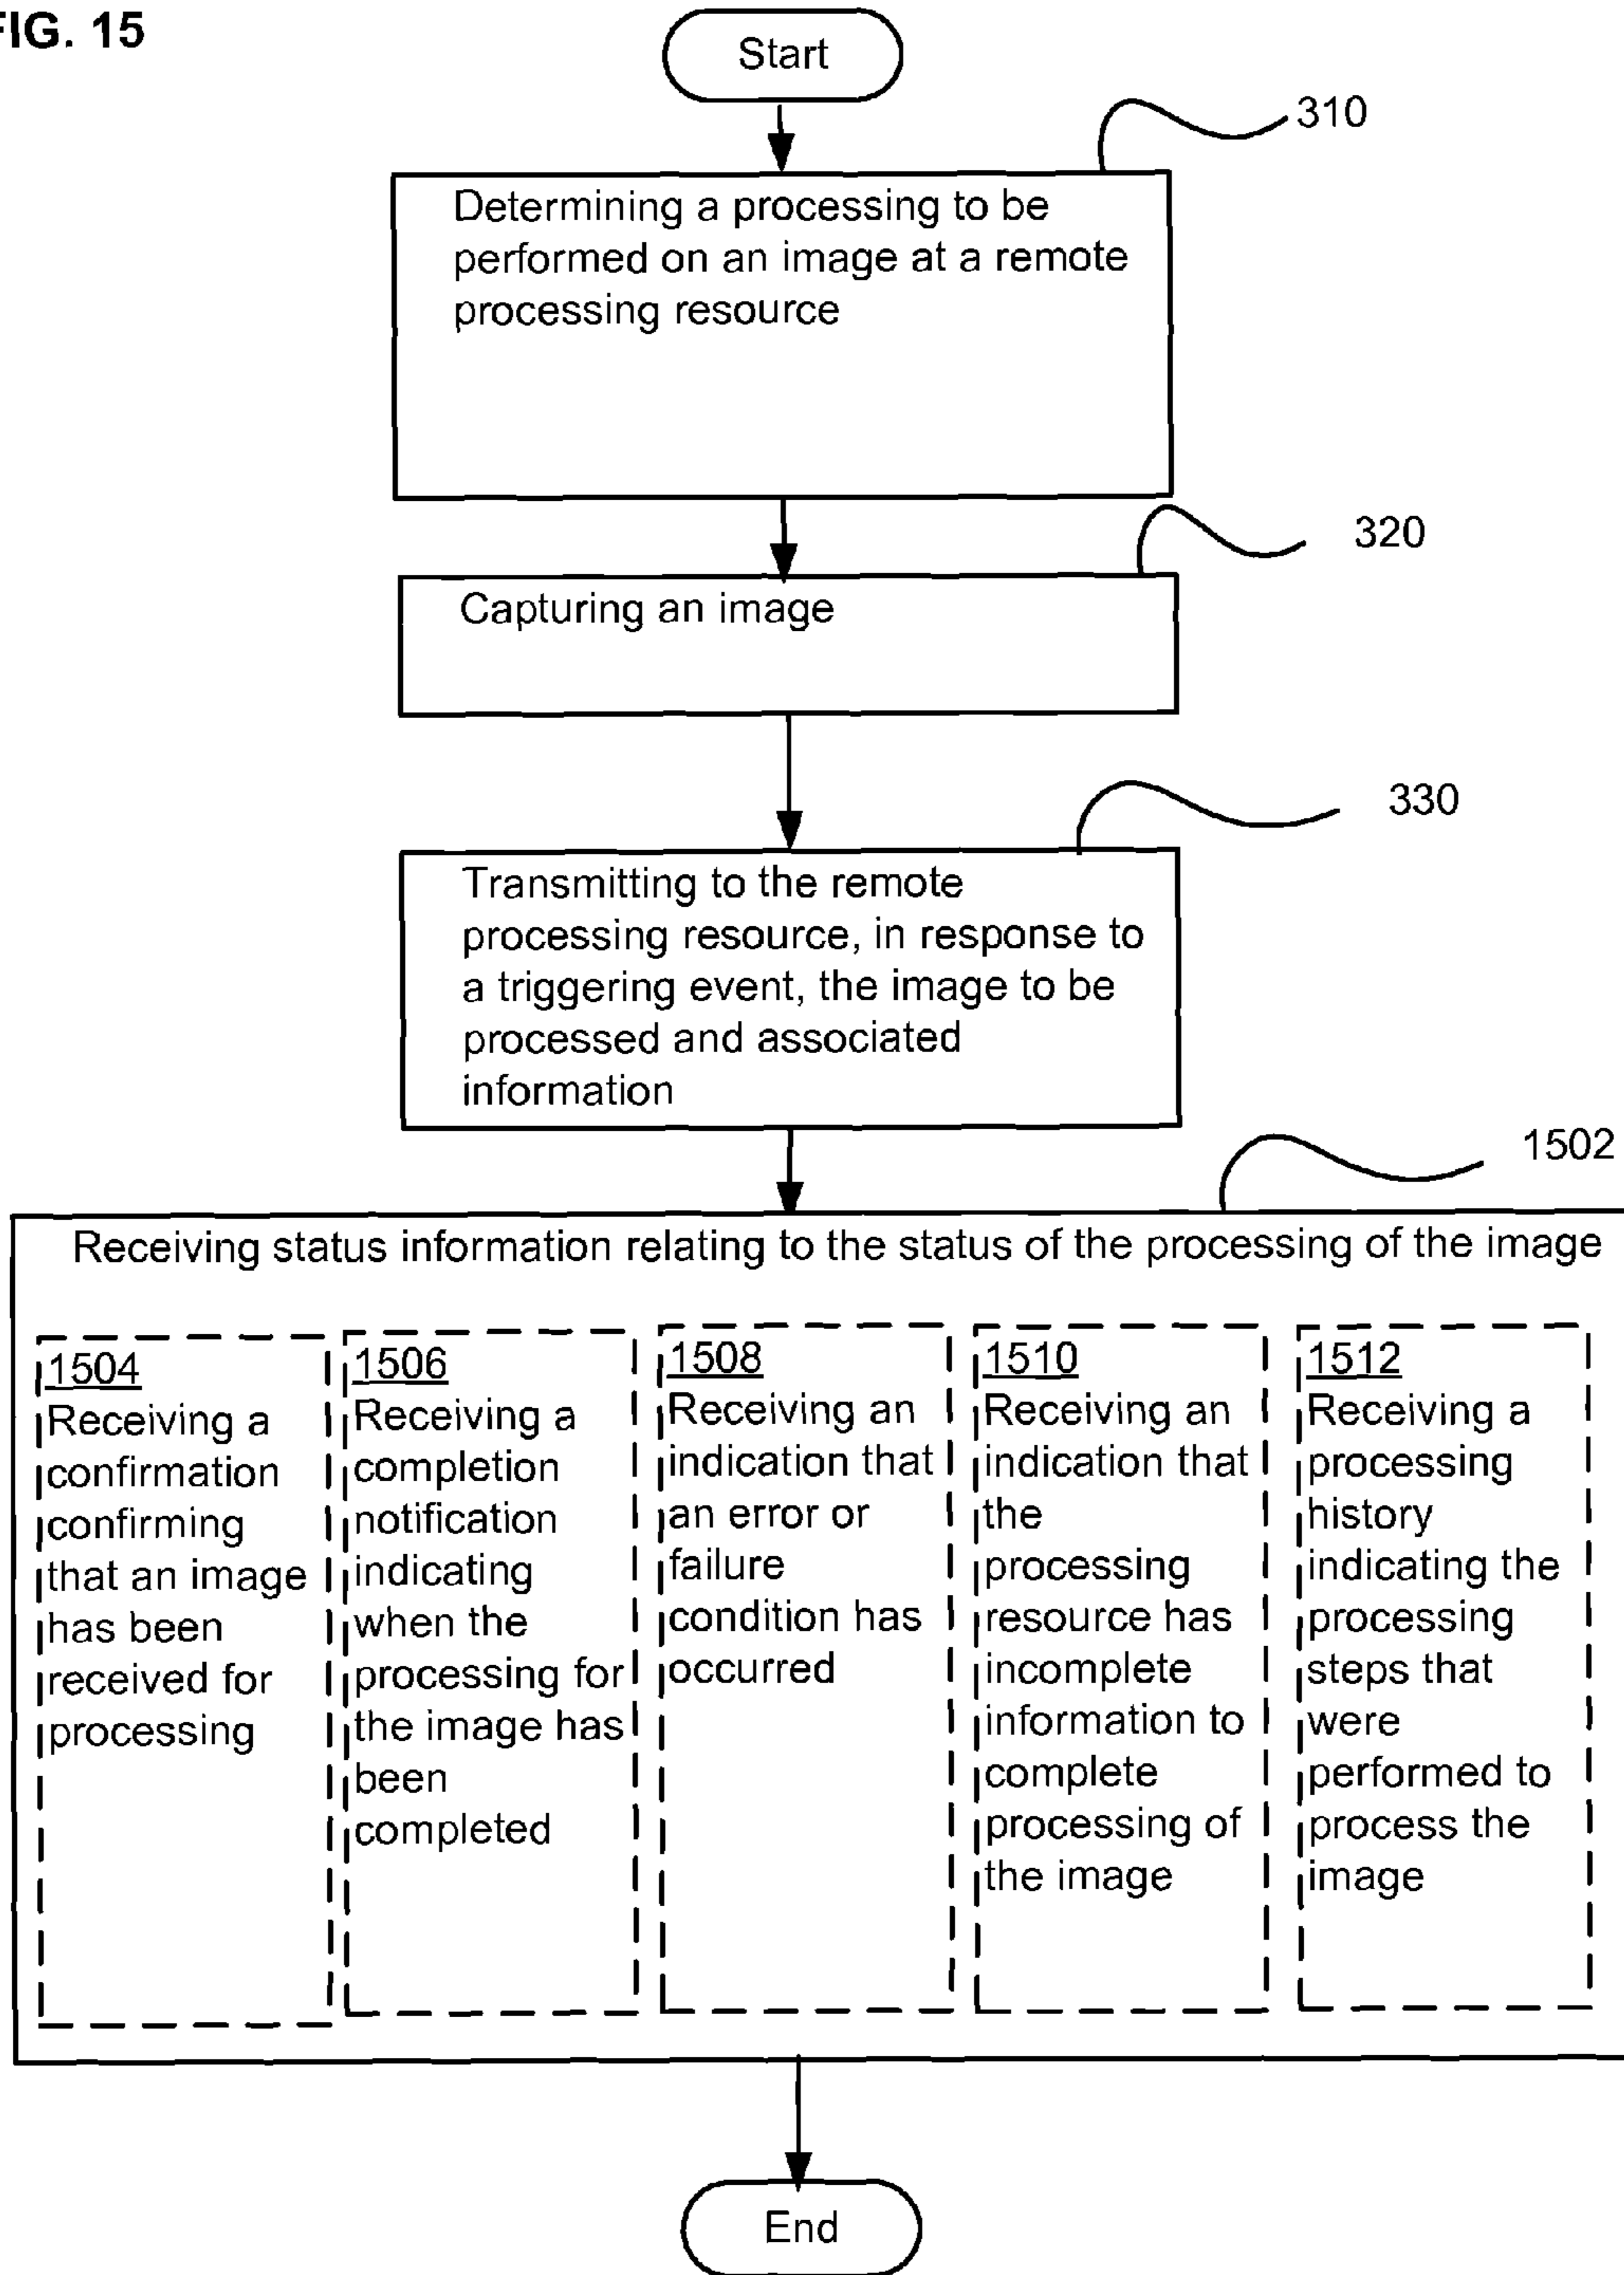 FIG. 15
Start
310
Determining a processing to be
performed on an image at a remote
processing resource
320
Capturing an image
330
Transmitting to the remote
processing resource, in response to
a triggering event, the image to be
processed and associated
information
1502
Receiving status information relating to the status of the processing of the image
1504
Receiving a
confirmation
confirming
that an image
has been
received for
processing
1506
Receiving a
completion
notification
indicating
when the
processing for
the image has
been
completed
1508
Receiving an
indication that
an error or
failure
condition has
occurred
1510
Receiving an
indication that
the
processing
resource has
incomplete
information to
complete
processing of
the image
1512
Receiving a
processing
history
indicating the
processing
steps that
were
performed to
process the
image
End